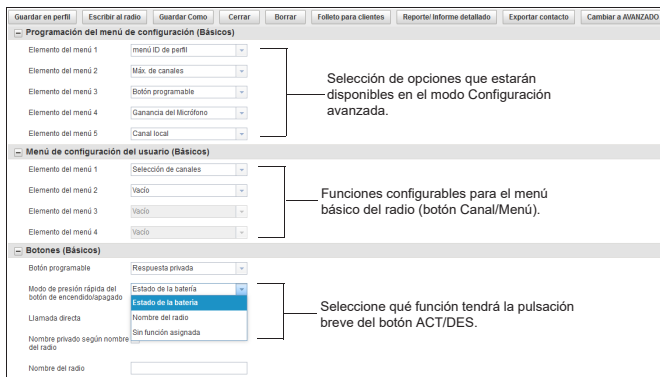 Guardar en perfil Escribir al radio Guardar Como Cerrar Borrar Folleto para clientes Reporte/ Informe detallado Exportar contacto Cambiar a AVANZADO
Programación del menú de configuración (Básicos)
Elemento del menú 1 menú ID de perfil
Elemento del menú 2 Máx. de canales
Elemento del menú 3 Botón programable
Elemento del menú 4 Ganancia del Micrófono
Elemento del menú 5 Canal local
Selección de opciones que estarán
disponibles en el modo Configuración
avanzada.
Menú de configuración del usuario (Básicos)
Elemento del menú 1 Selección de canales
Elemento del menú 2 Vacío
Elemento del menú 3 Vacío
Elemento del menú 4 Vacío
Funciones configurables para el menú
básico del radio (botón Canal/Menú).
Botones (Básicos)
Botón programable Respuesta privada
Modo de presión rápida del
botón de encendido/apagado
Estado de la batería
Estado de la batería
Nombre del radio
Sin función asignada
Llamada directa
Nombre privado según nombre
del radio
Nombre del radio
Seleccione qué función tendrá la pulsación
breve del botón ACT/DES.